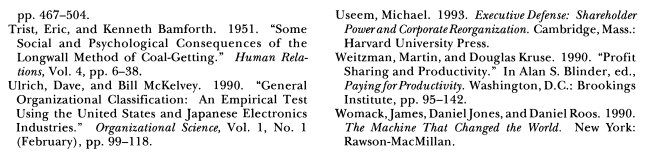 pp. 467–504.
Trist, Eric, and Kenneth Bamforth. 1951. “Some
Social and Psychological Consequences of the
Longwall Method of Coal-Getting.” Human Rela-
tions, Vol. 4, pp. 6–38.
Ulrich, Dave, and Bill McKelvey. 1990. “General
Organizational Classification: An Empirical Test
Using the United States and Japanese Electronics
Industries.” Organizational Science, Vol. 1, No. 1
(February), pp. 99–118.
Useem, Michael. 1993. Executive Defense: Shareholder
Power and Corporate Reorganization. Cambridge, Mass.:
Harvard University Press.
Weitzman, Martin, and Douglas Kruse. 1990. “Profit
Sharing and Productivity.” In Alan S. Blinder, ed.,
Paying for Productivity. Washington, D.C.: Brookings
Institute, pp. 95–142.
Womack, James, Daniel Jones, and Daniel Roos. 1990.
The Machine That Changed the World. New York:
Rawson-MacMillan.